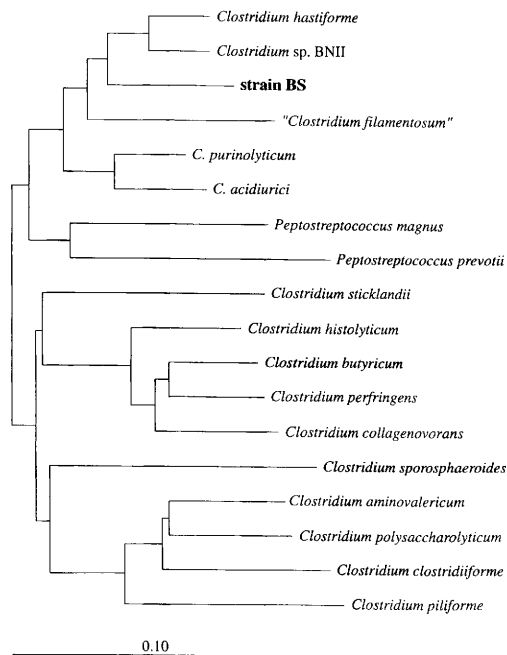 Clostridium hastiforme
Clostridium sp. BNII
strain BS
"Clostridium filamentosum"
C. purinolyticum
C. acidiurici
Peptostreptococcus magnus
Peptostreptococcus prevotii
Clostridium sticklandii
Clostridium histolyticum
Clostridium butyricum
Clostridium perfringens
Clostridium collagenovorans
Clostridium sporosphaeroides
Clostridium aminovalericum
Clostridium polysaccharolyticum
Clostridium clostridiiforme
Clostridium piliforme
0.10